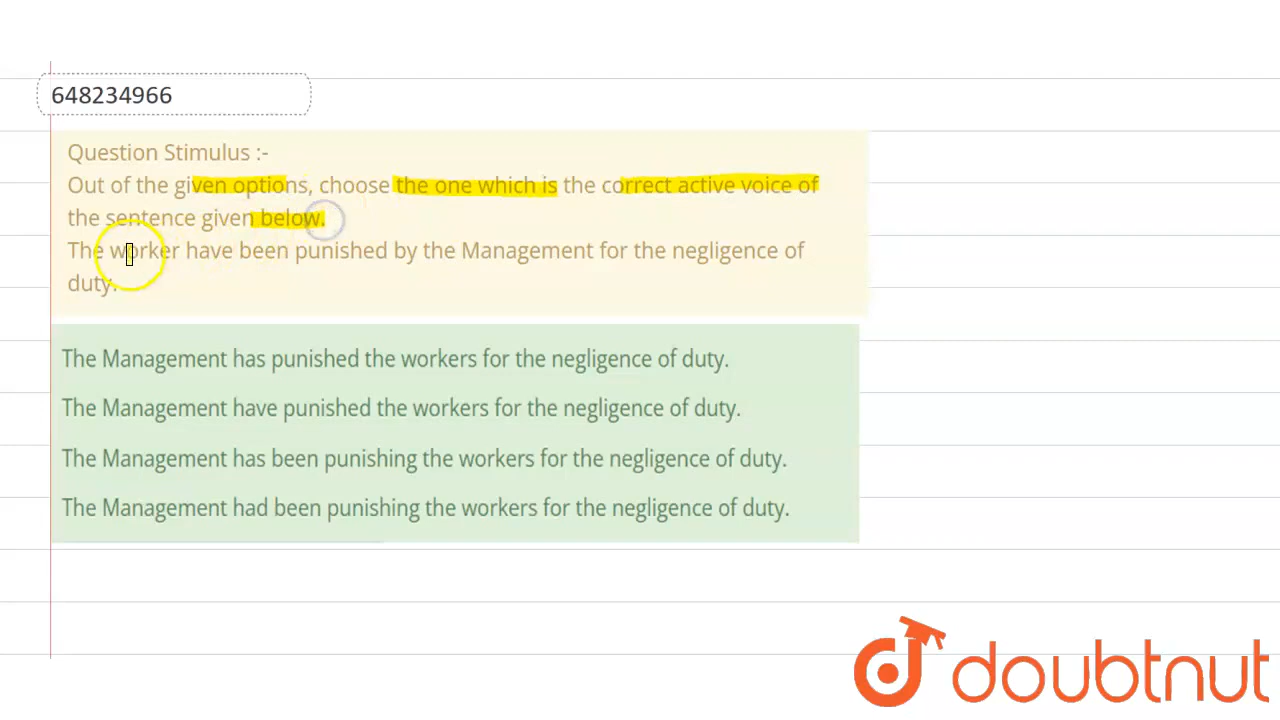 648234966
Question Stimulus :-
Out of the given options, choose the one which is the correct active voice of
the sentence given below.
The worker have been punished by the Management for the negligence of
duty.
The Management has punished the workers for the negligence of duty.
The Management have punished the workers for the negligence of duty.
The Management has been punishing the workers for the negligence of duty.
The Management had been punishing the workers for the negligence of duty.
doubtnut